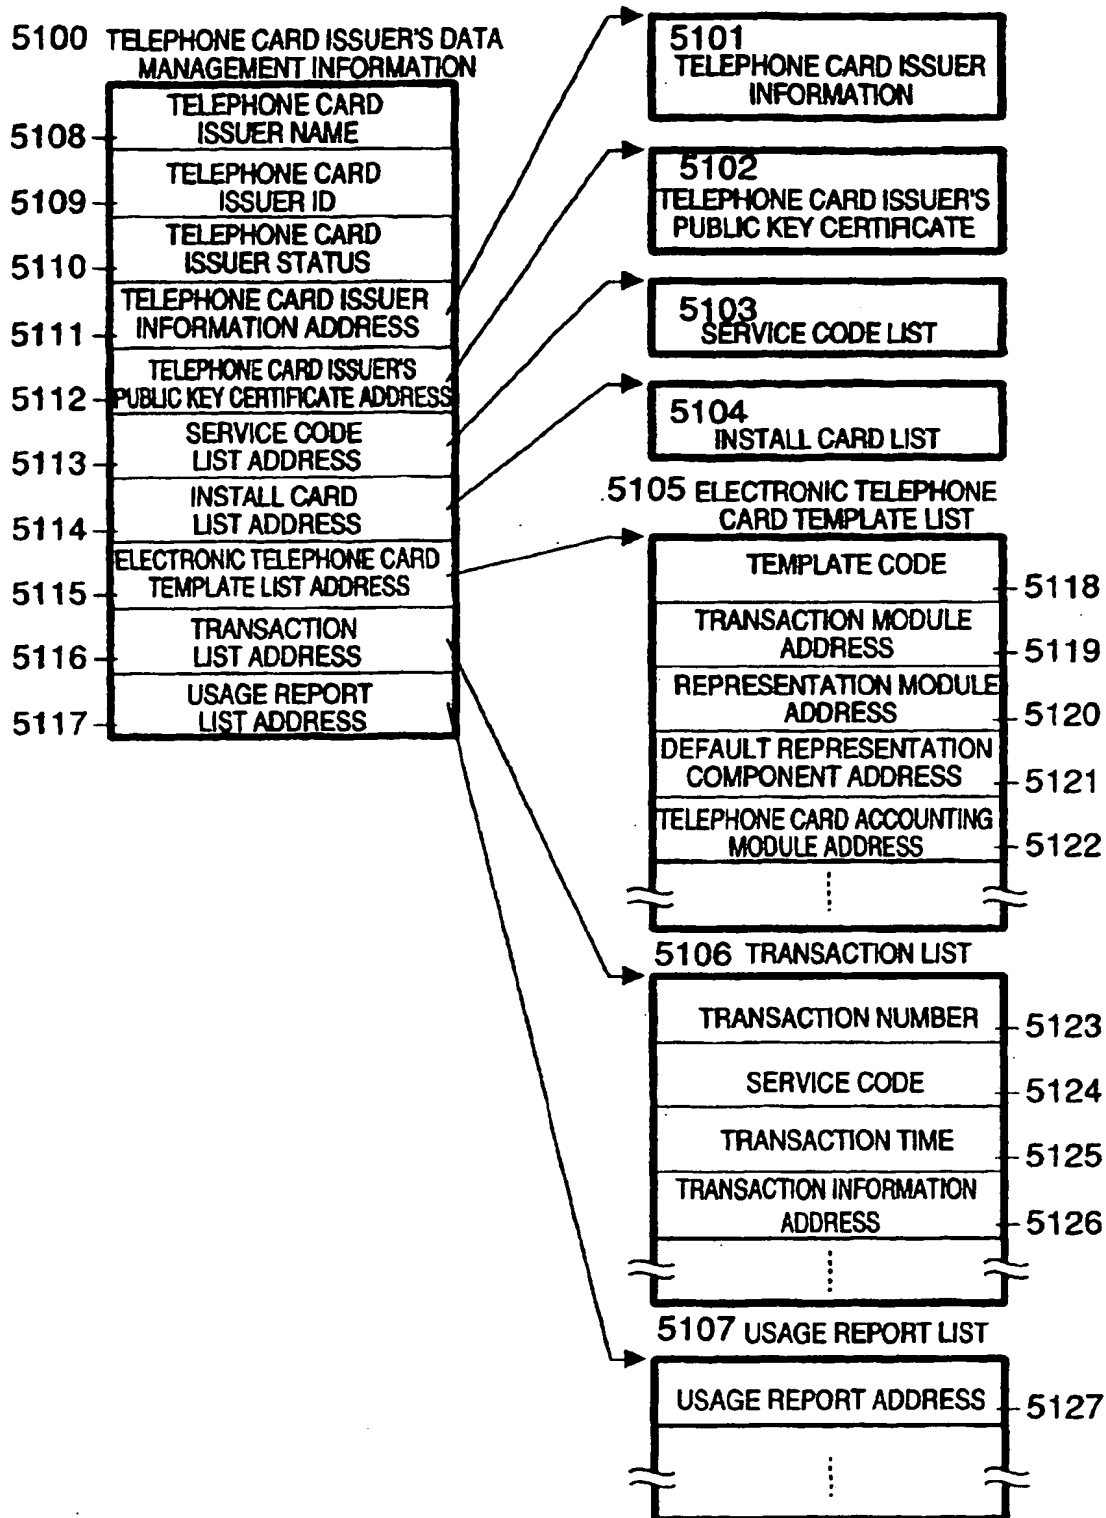 5100 TELEPHONE CARD ISSUER'S DATA
MANAGEMENT INFORMATION
TELEPHONE CARD
ISSUER NAME
5108
TELEPHONE CARD
ISSUER ID
5109
TELEPHONE CARD
ISSUER STATUS
5110
TELEPHONE CARD ISSUER
INFORMATION ADDRESS
5111
TELEPHONE CARD ISSUER'S
PUBLIC KEY CERTIFICATE ADDRESS
5112
SERVICE CODE
LIST ADDRESS
5113
INSTALL CARD
LIST ADDRESS
5114
ELECTRONIC TELEPHONE CARD
TEMPLATE LIST ADDRESS
5115
TRANSACTION
LIST ADDRESS
5116
USAGE REPORT
LIST ADDRESS
5117
5101
TELEPHONE CARD ISSUER
INFORMATION
5102
TELEPHONE CARD ISSUER'S
PUBLIC KEY CERTIFICATE
5103
SERVICE CODE LIST
5104
INSTALL CARD LIST
5105 ELECTRONIC TELEPHONE
CARD TEMPLATE LIST
TEMPLATE CODE
5118
TRANSACTION MODULE
ADDRESS
5119
REPRESENTATION MODULE
ADDRESS
5120
DEFAULT REPRESENTATION
COMPONENT ADDRESS
5121
TELEPHONE CARD ACCOUNTING
MODULE ADDRESS
5122
5106 TRANSACTION LIST
TRANSACTION NUMBER
5123
SERVICE CODE
5124
TRANSACTION TIME
5125
TRANSACTION INFORMATION
ADDRESS
5126
5107 USAGE REPORT LIST
USAGE REPORT ADDRESS
5127